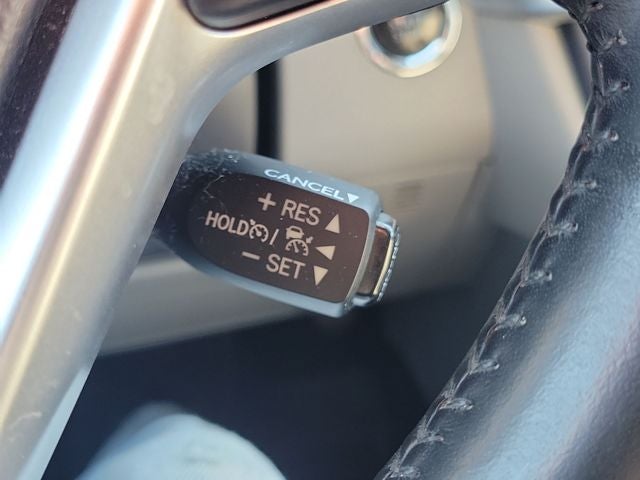 CANCEL▼
+ RES ▲
HOLD / ◀
− SET ▼